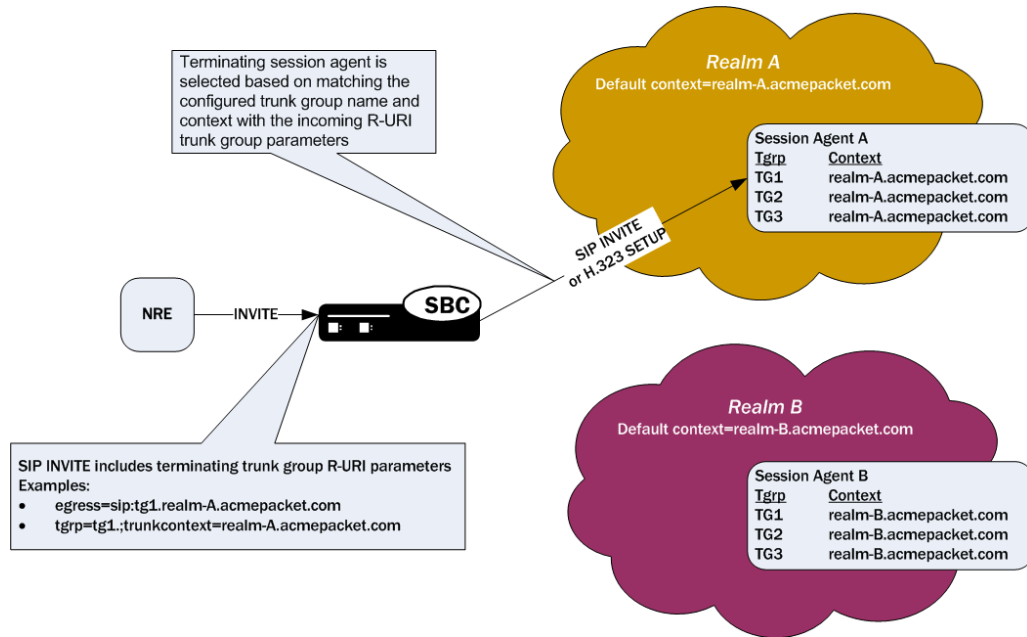 Terminating session agent is
selected based on matching the
configured trunk group name and
context with the incoming R-URI
trunk group parameters
Realm A
Default context=realm-A.acmepacket.com
Session Agent A
Tgrp Context
TG1 realm-A.acmepacket.com
TG2 realm-A.acmepacket.com
TG3 realm-A.acmepacket.com
SIP INVITE
or H.323 SETUP
NRE
INVITE
SBC
SIP INVITE includes terminating trunk group R-URI parameters
Examples:
• egress=sip:tg1.realm-A.acmepacket.com
• tgrp=tg1.;trunkcontext=realm-A.acmepacket.com
Realm B
Default context=realm-B.acmepacket.com
Session Agent B
Tgrp Context
TG1 realm-B.acmepacket.com
TG2 realm-B.acmepacket.com
TG3 realm-B.acmepacket.com